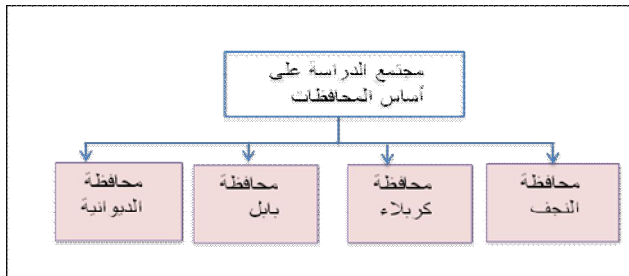 مجتمع الدراسة على
أساس المحافظات
محافظة
النجف
محافظة
كربلاء
محافظة
بابل
محافظة
الديوانية